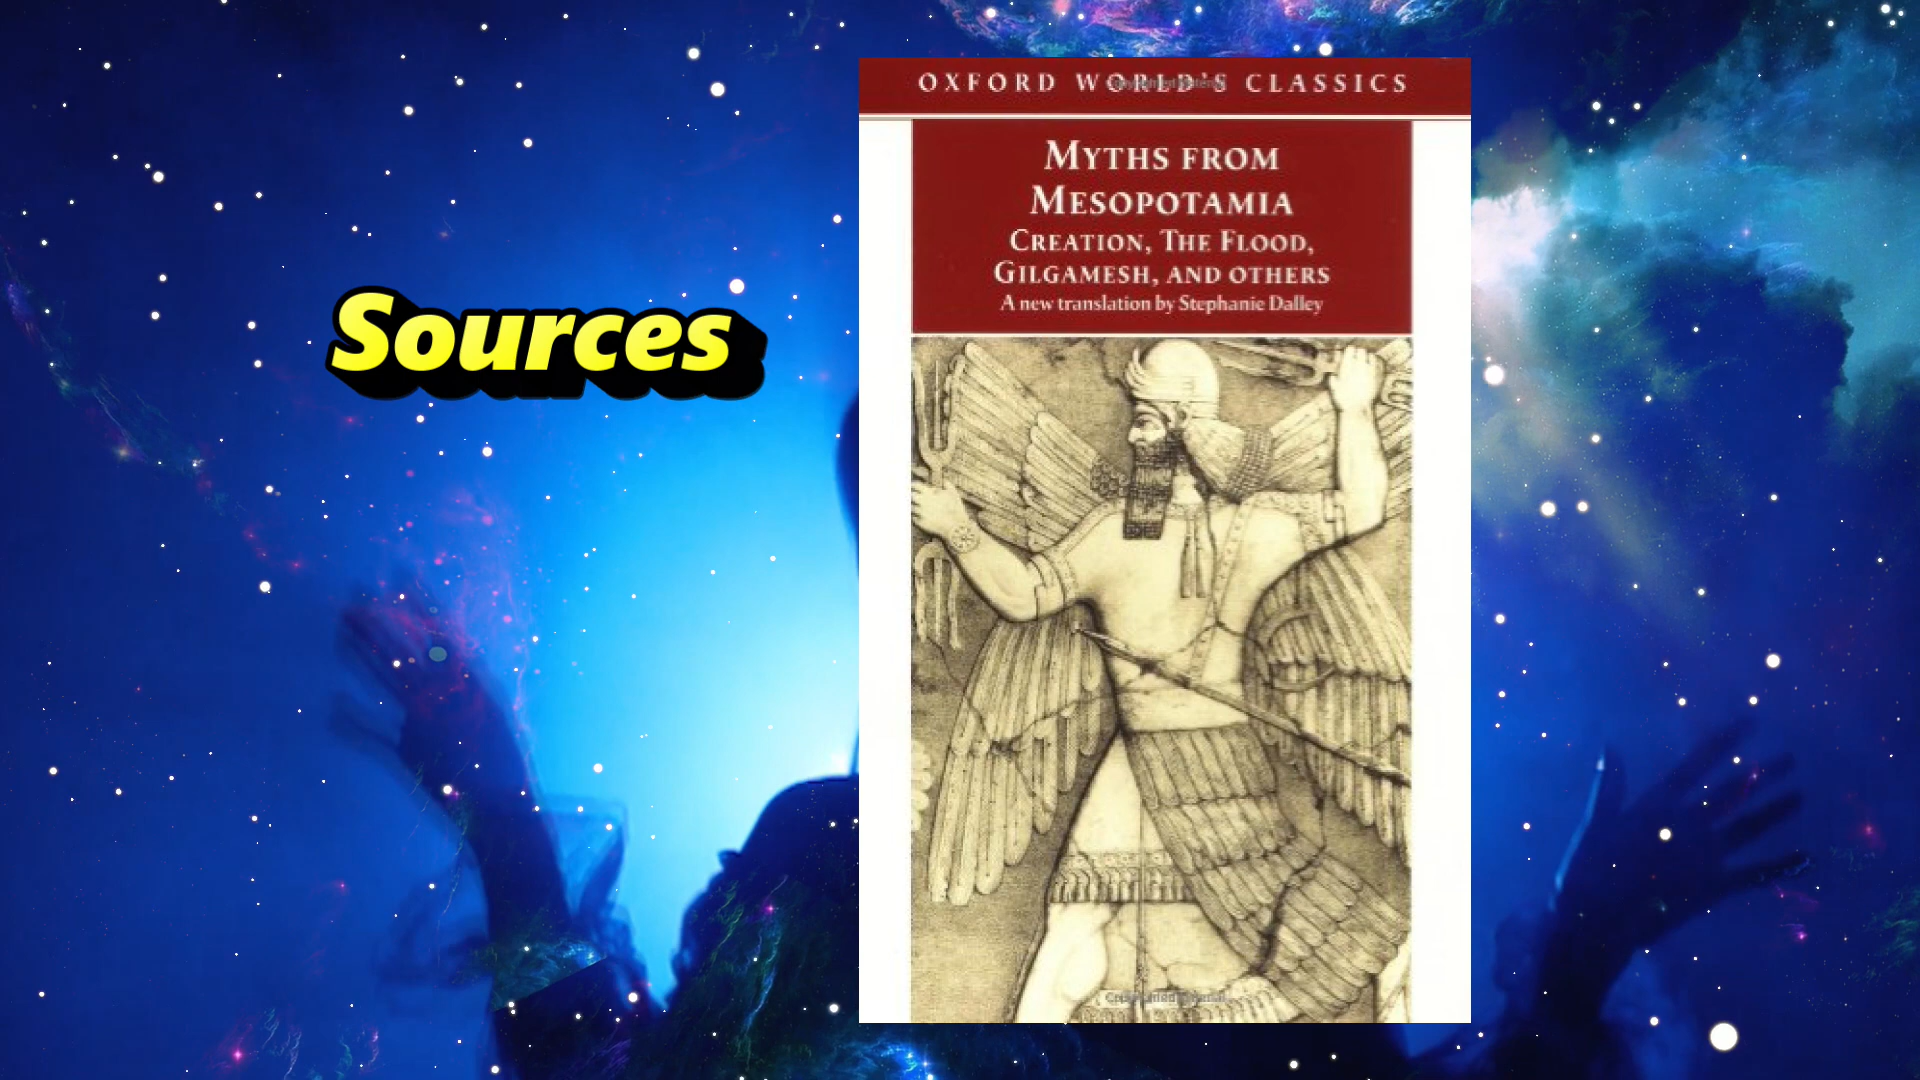 Sources
OXFORD WORLD'S CLASSICS
MYTHS FROM
MESOPOTAMIA
CREATION, THE FLOOD,
GILGAMESH, AND OTHERS
A new translation by Stephanie Dalley